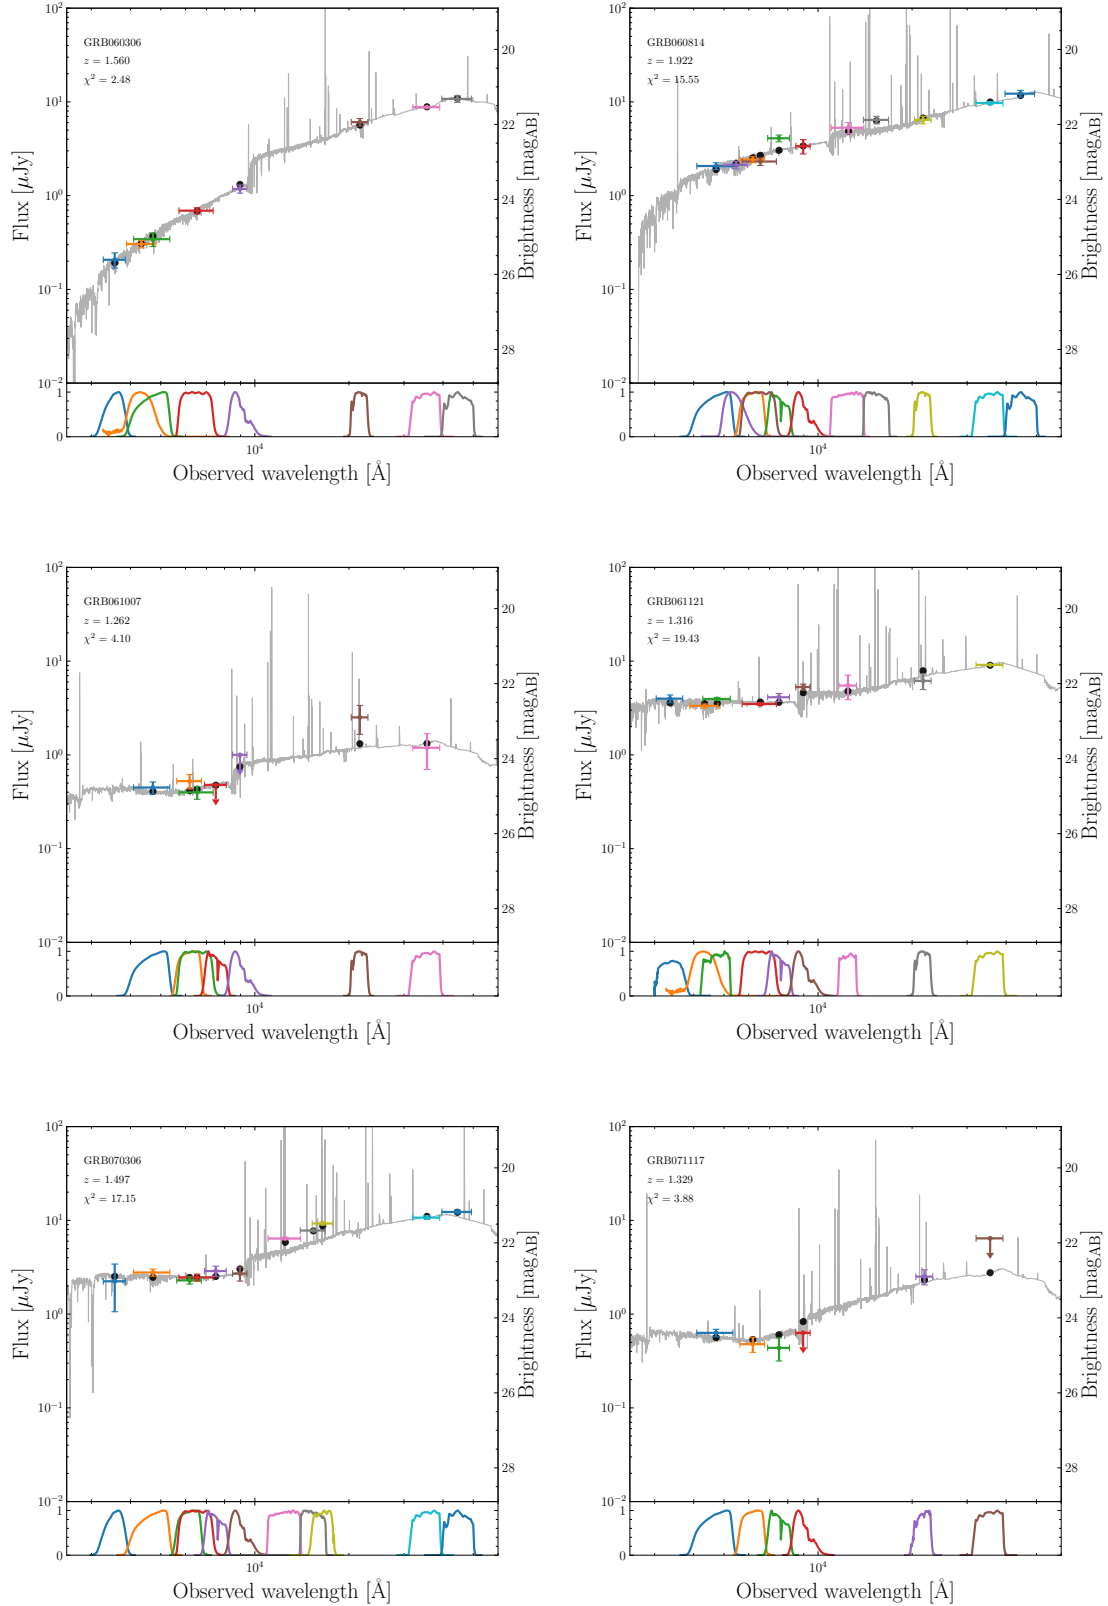 10²
10¹
10⁰
10⁻¹
10⁻²
Flux [μJy]
GRB060306
z = 1.560
χ² = 2.48
20
22
24
26
28
Brightness [mag_AB]
1
0
10⁴
Observed wavelength [Å]
10²
10¹
10⁰
10⁻¹
10⁻²
Flux [μJy]
GRB060814
z = 1.922
χ² = 15.55
20
22
24
26
28
Brightness [mag_AB]
1
0
10⁴
Observed wavelength [Å]
10²
10¹
10⁰
10⁻¹
10⁻²
Flux [μJy]
GRB061007
z = 1.262
χ² = 4.10
20
22
24
26
28
Brightness [mag_AB]
1
0
10⁴
Observed wavelength [Å]
10²
10¹
10⁰
10⁻¹
10⁻²
Flux [μJy]
GRB061121
z = 1.316
χ² = 19.43
20
22
24
26
28
Brightness [mag_AB]
1
0
10⁴
Observed wavelength [Å]
10²
10¹
10⁰
10⁻¹
10⁻²
Flux [μJy]
GRB070306
z = 1.497
χ² = 17.15
20
22
24
26
28
Brightness [mag_AB]
1
0
10⁴
Observed wavelength [Å]
10²
10¹
10⁰
10⁻¹
10⁻²
Flux [μJy]
GRB071117
z = 1.329
χ² = 3.88
20
22
24
26
28
Brightness [mag_AB]
1
0
10⁴
Observed wavelength [Å]